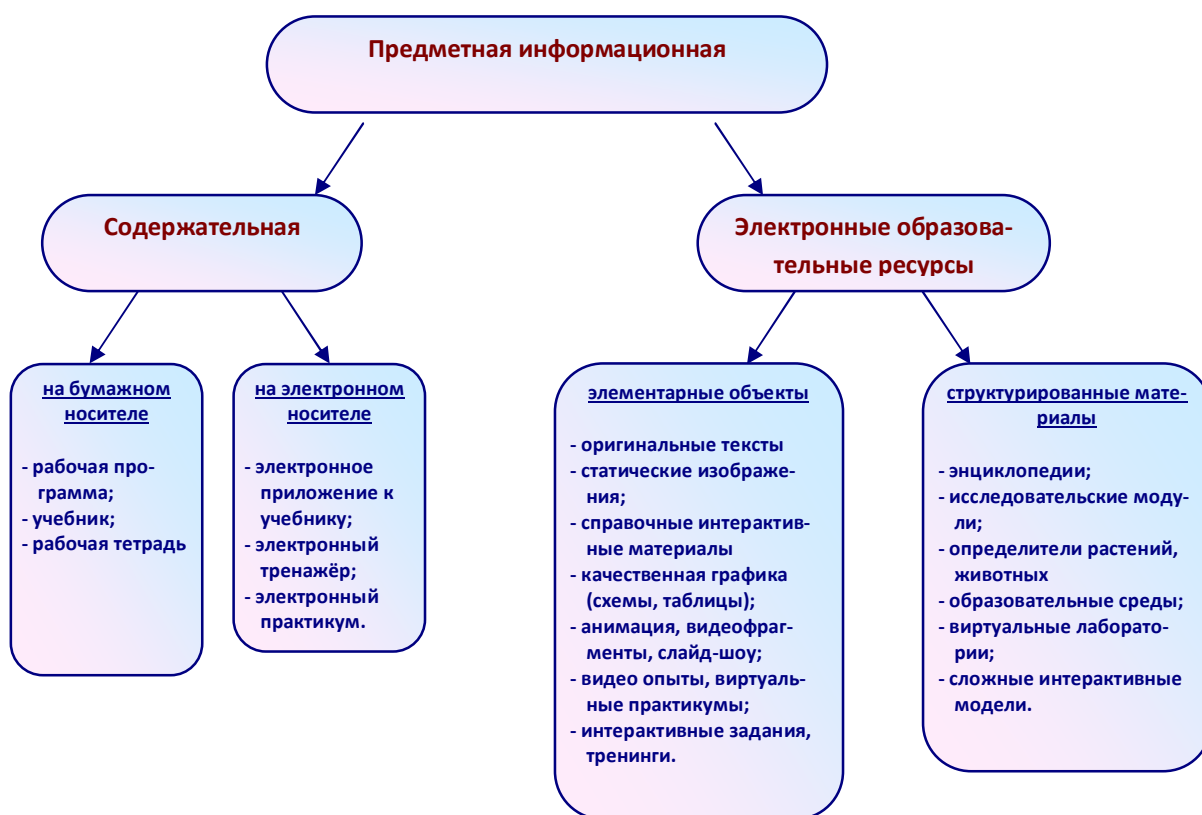 Предметная информационная
Содержательная
Электронные образова-
тельные ресурсы
на бумажном
носителе
- рабочая про-
грамма;
- учебник;
- рабочая тетрадь
на электронном
носителе
- электронное
приложение к
учебнику;
- электронный
тренажёр;
- электронный
практикум.
элементарные объекты
- оригинальные тексты
- статические изображе-
ния;
- справочные интерактив-
ные материалы
- качественная графика
(схемы, таблицы);
- анимация, видеофраг-
менты, слайд-шоу;
- видео опыты, виртуаль-
ные практикумы;
- интерактивные задания,
тренинги.
структурированные мате-
риалы
- энциклопедии;
- исследовательские моду-
ли;
- определители растений,
животных
- образовательные среды;
- виртуальные лаборато-
рии;
- сложные интерактивные
модели.